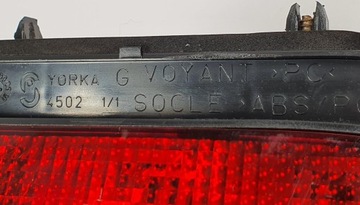 YORKA G VOYANT >PC<
4502 1/1 SOCLE >ABS/P